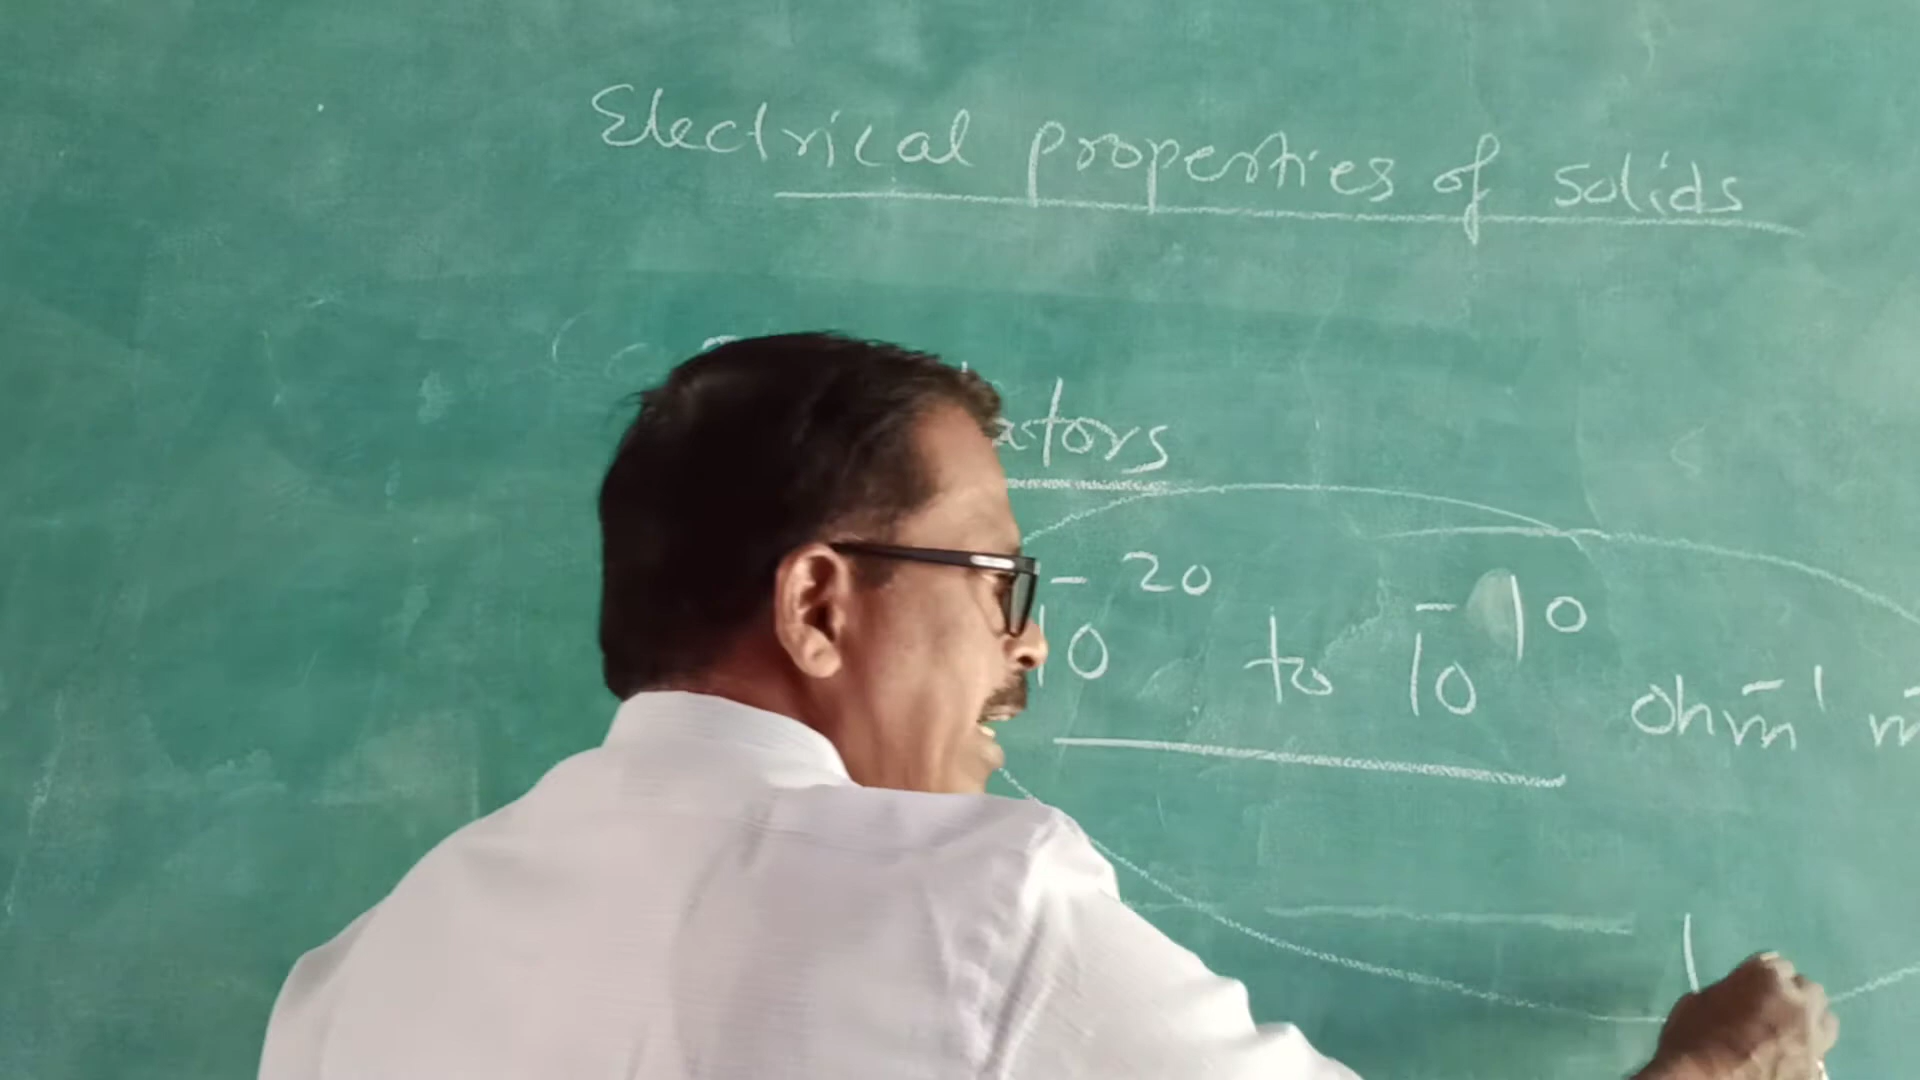 Electrical properties of solids
ators
10⁻²⁰ to 10⁻¹⁰ ohm⁻¹ m